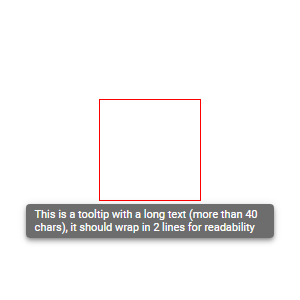 This is a tooltip with a long text (more than 40
chars), it should wrap in 2 lines for readability